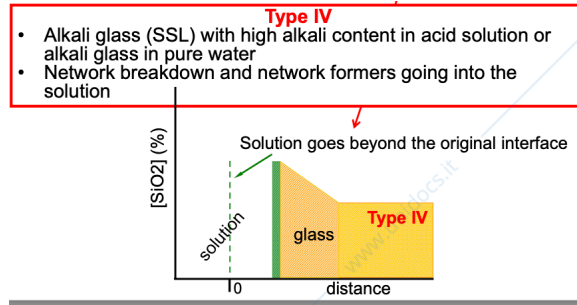 Type IV
• Alkali glass (SSL) with high alkali content in acid solution or
alkali glass in pure water
• Network breakdown and network formers going into the
solution
Solution goes beyond the original interface
[SiO2] (%)
solution
glass
Type IV
0
distance